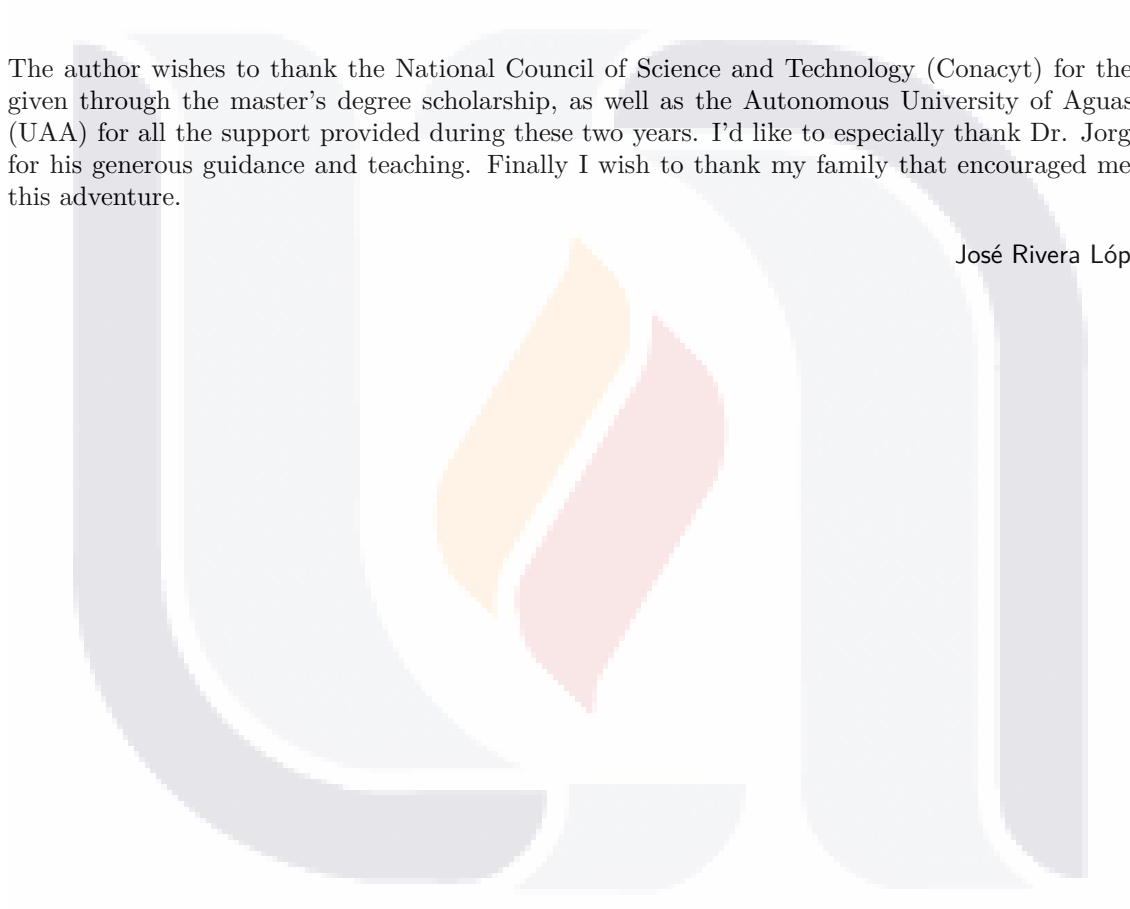 The author wishes to thank the National Council of Science and Technology (Conacyt) for the
given through the master's degree scholarship, as well as the Autonomous University of Aguas
(UAA) for all the support provided during these two years. I'd like to especially thank Dr. Jorg
for his generous guidance and teaching. Finally I wish to thank my family that encouraged me
this adventure.
José Rivera Lóp